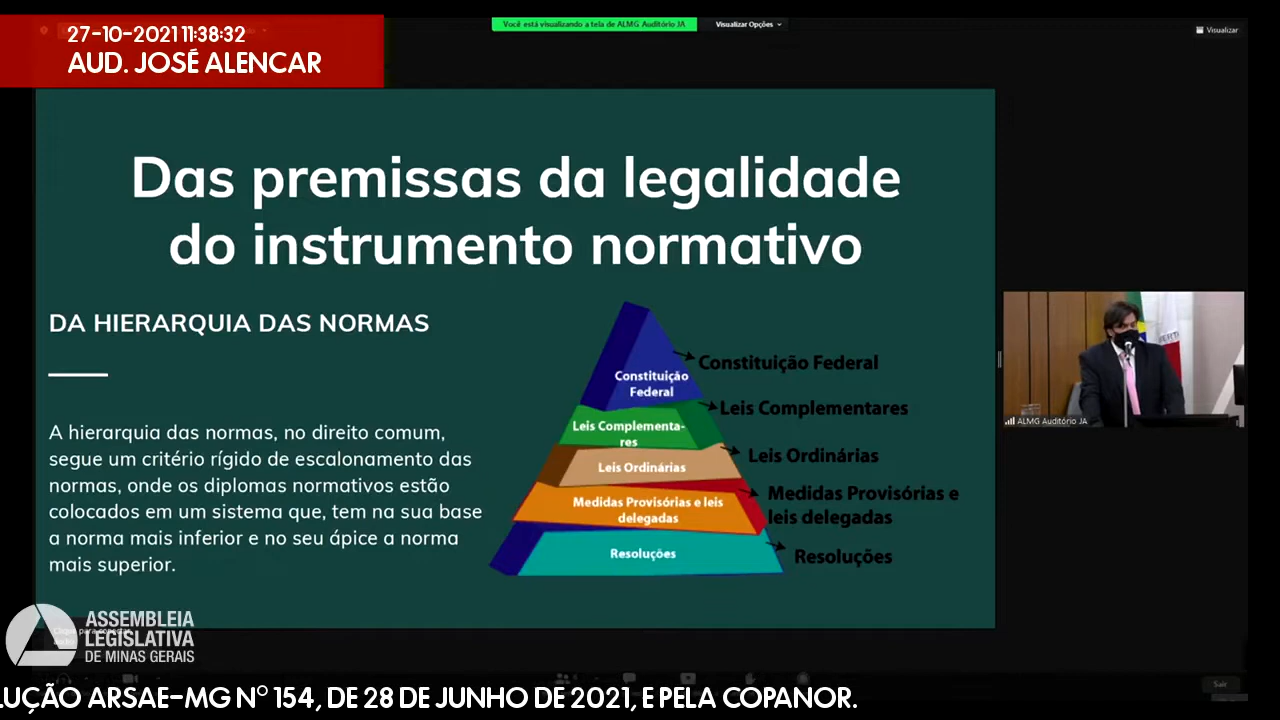 27-10-2021 11:38:32
AUD. JOSÉ ALENCAR
Você está visualizando a tela de ALMG Auditório JA
Visualizar Opções
Visualizar
Das premissas da legalidade
do instrumento normativo
DA HIERARQUIA DAS NORMAS
A hierarquia das normas, no direito comum,
segue um critério rígido de escalonamento das
normas, onde os diplomas normativos estão
colocados em um sistema que, tem na sua base
a norma mais inferior e no seu ápice a norma
mais superior.
Constituição
Federal
Leis Complementa-
res
Leis Ordinárias
Medidas Provisórias e leis
delegadas
Resoluções
Constituição Federal
Leis Complementares
Leis Ordinárias
Medidas Provisórias e
leis delegadas
Resoluções
ALMG Auditório JA
ASSEMBLEIA
LEGISLATIVA
DE MINAS GERAIS
Sair
LUÇÃO ARSAE-MG Nº 154, DE 28 DE JUNHO DE 2021, E PELA COPANOR.